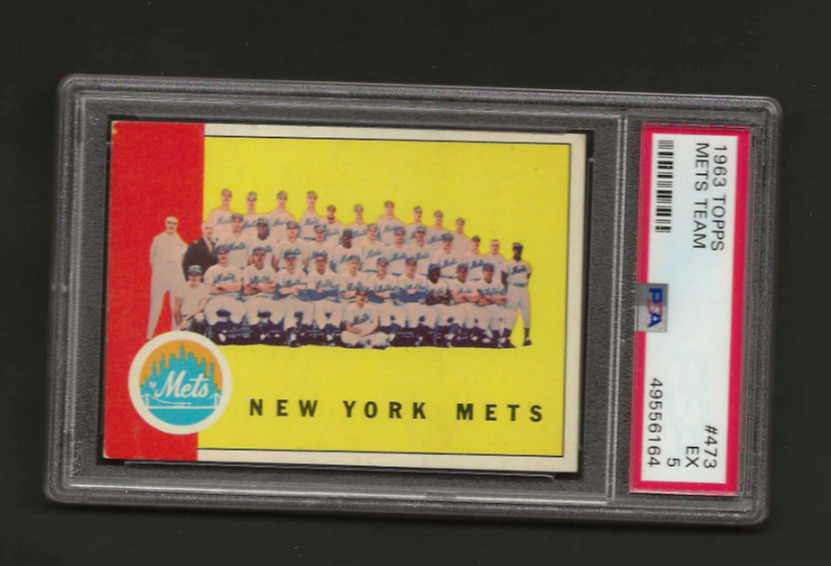 1963 TOPPS
METS TEAM
#473
EX
5
PSA
49556164
Mets
NEW YORK METS